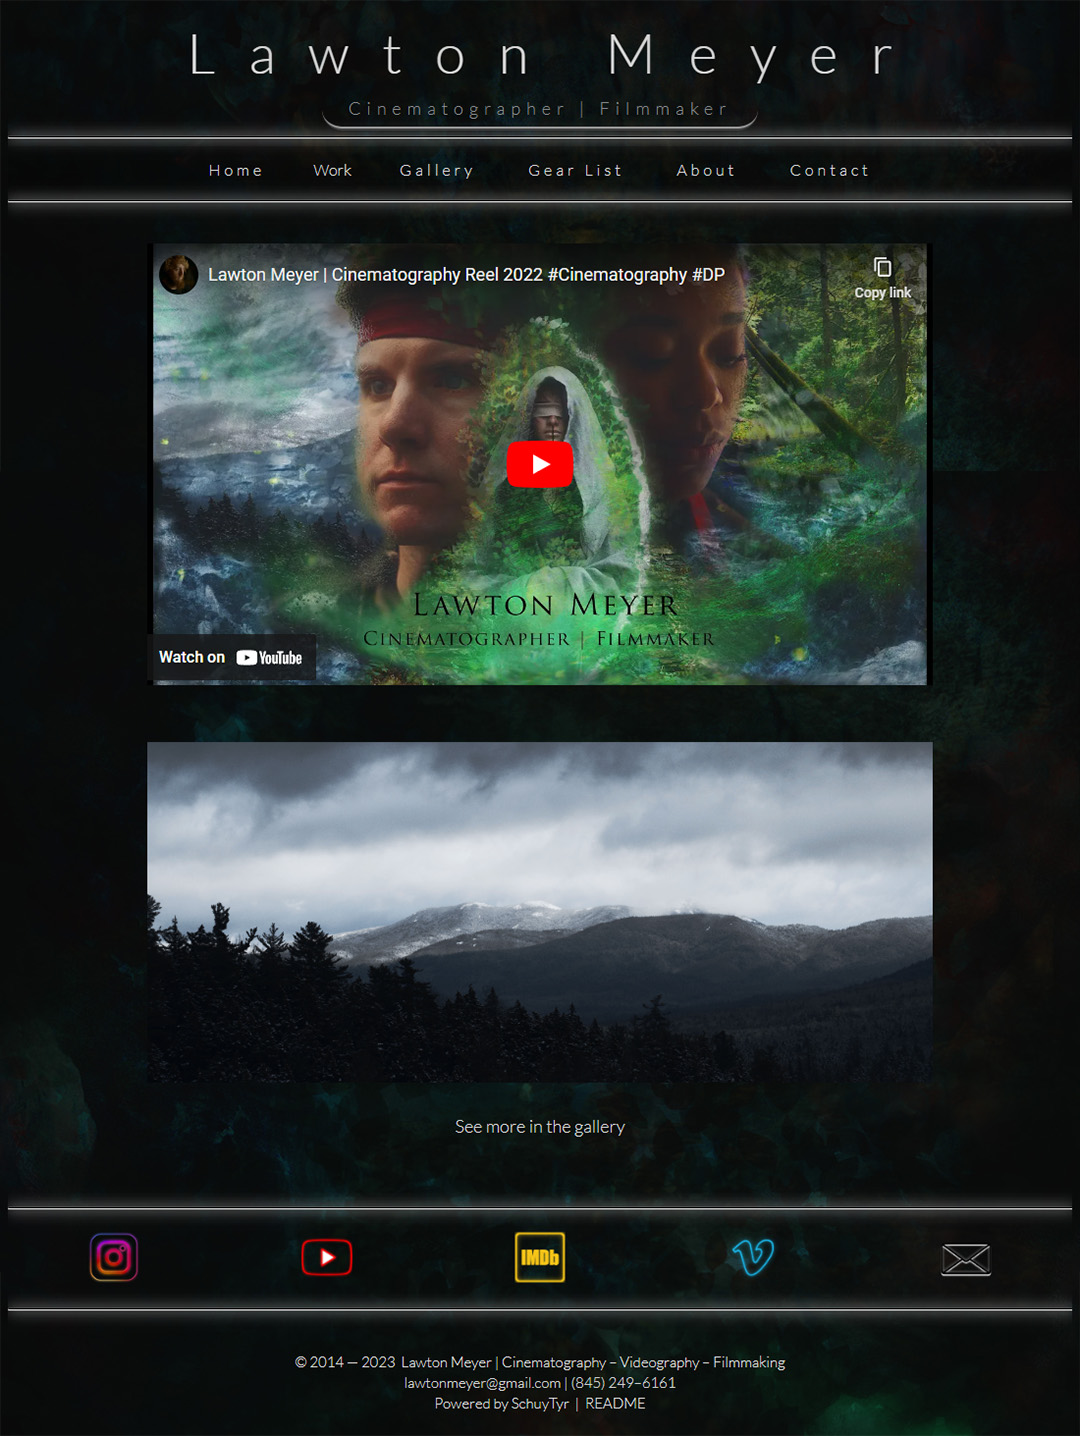 Lawton Meyer
Cinematographer | Filmmaker
Home Work Gallery Gear List About Contact
Lawton Meyer | Cinematography Reel 2022 #Cinematography #DP
Copy link
Lawton Meyer
Cinematographer | Filmmaker
Watch on YouTube
See more in the gallery
IMDb
© 2014 — 2023 Lawton Meyer | Cinematography – Videography – Filmmaking
lawtonmeyer@gmail.com | (845) 249–6161
Powered by SchuyTyr | README